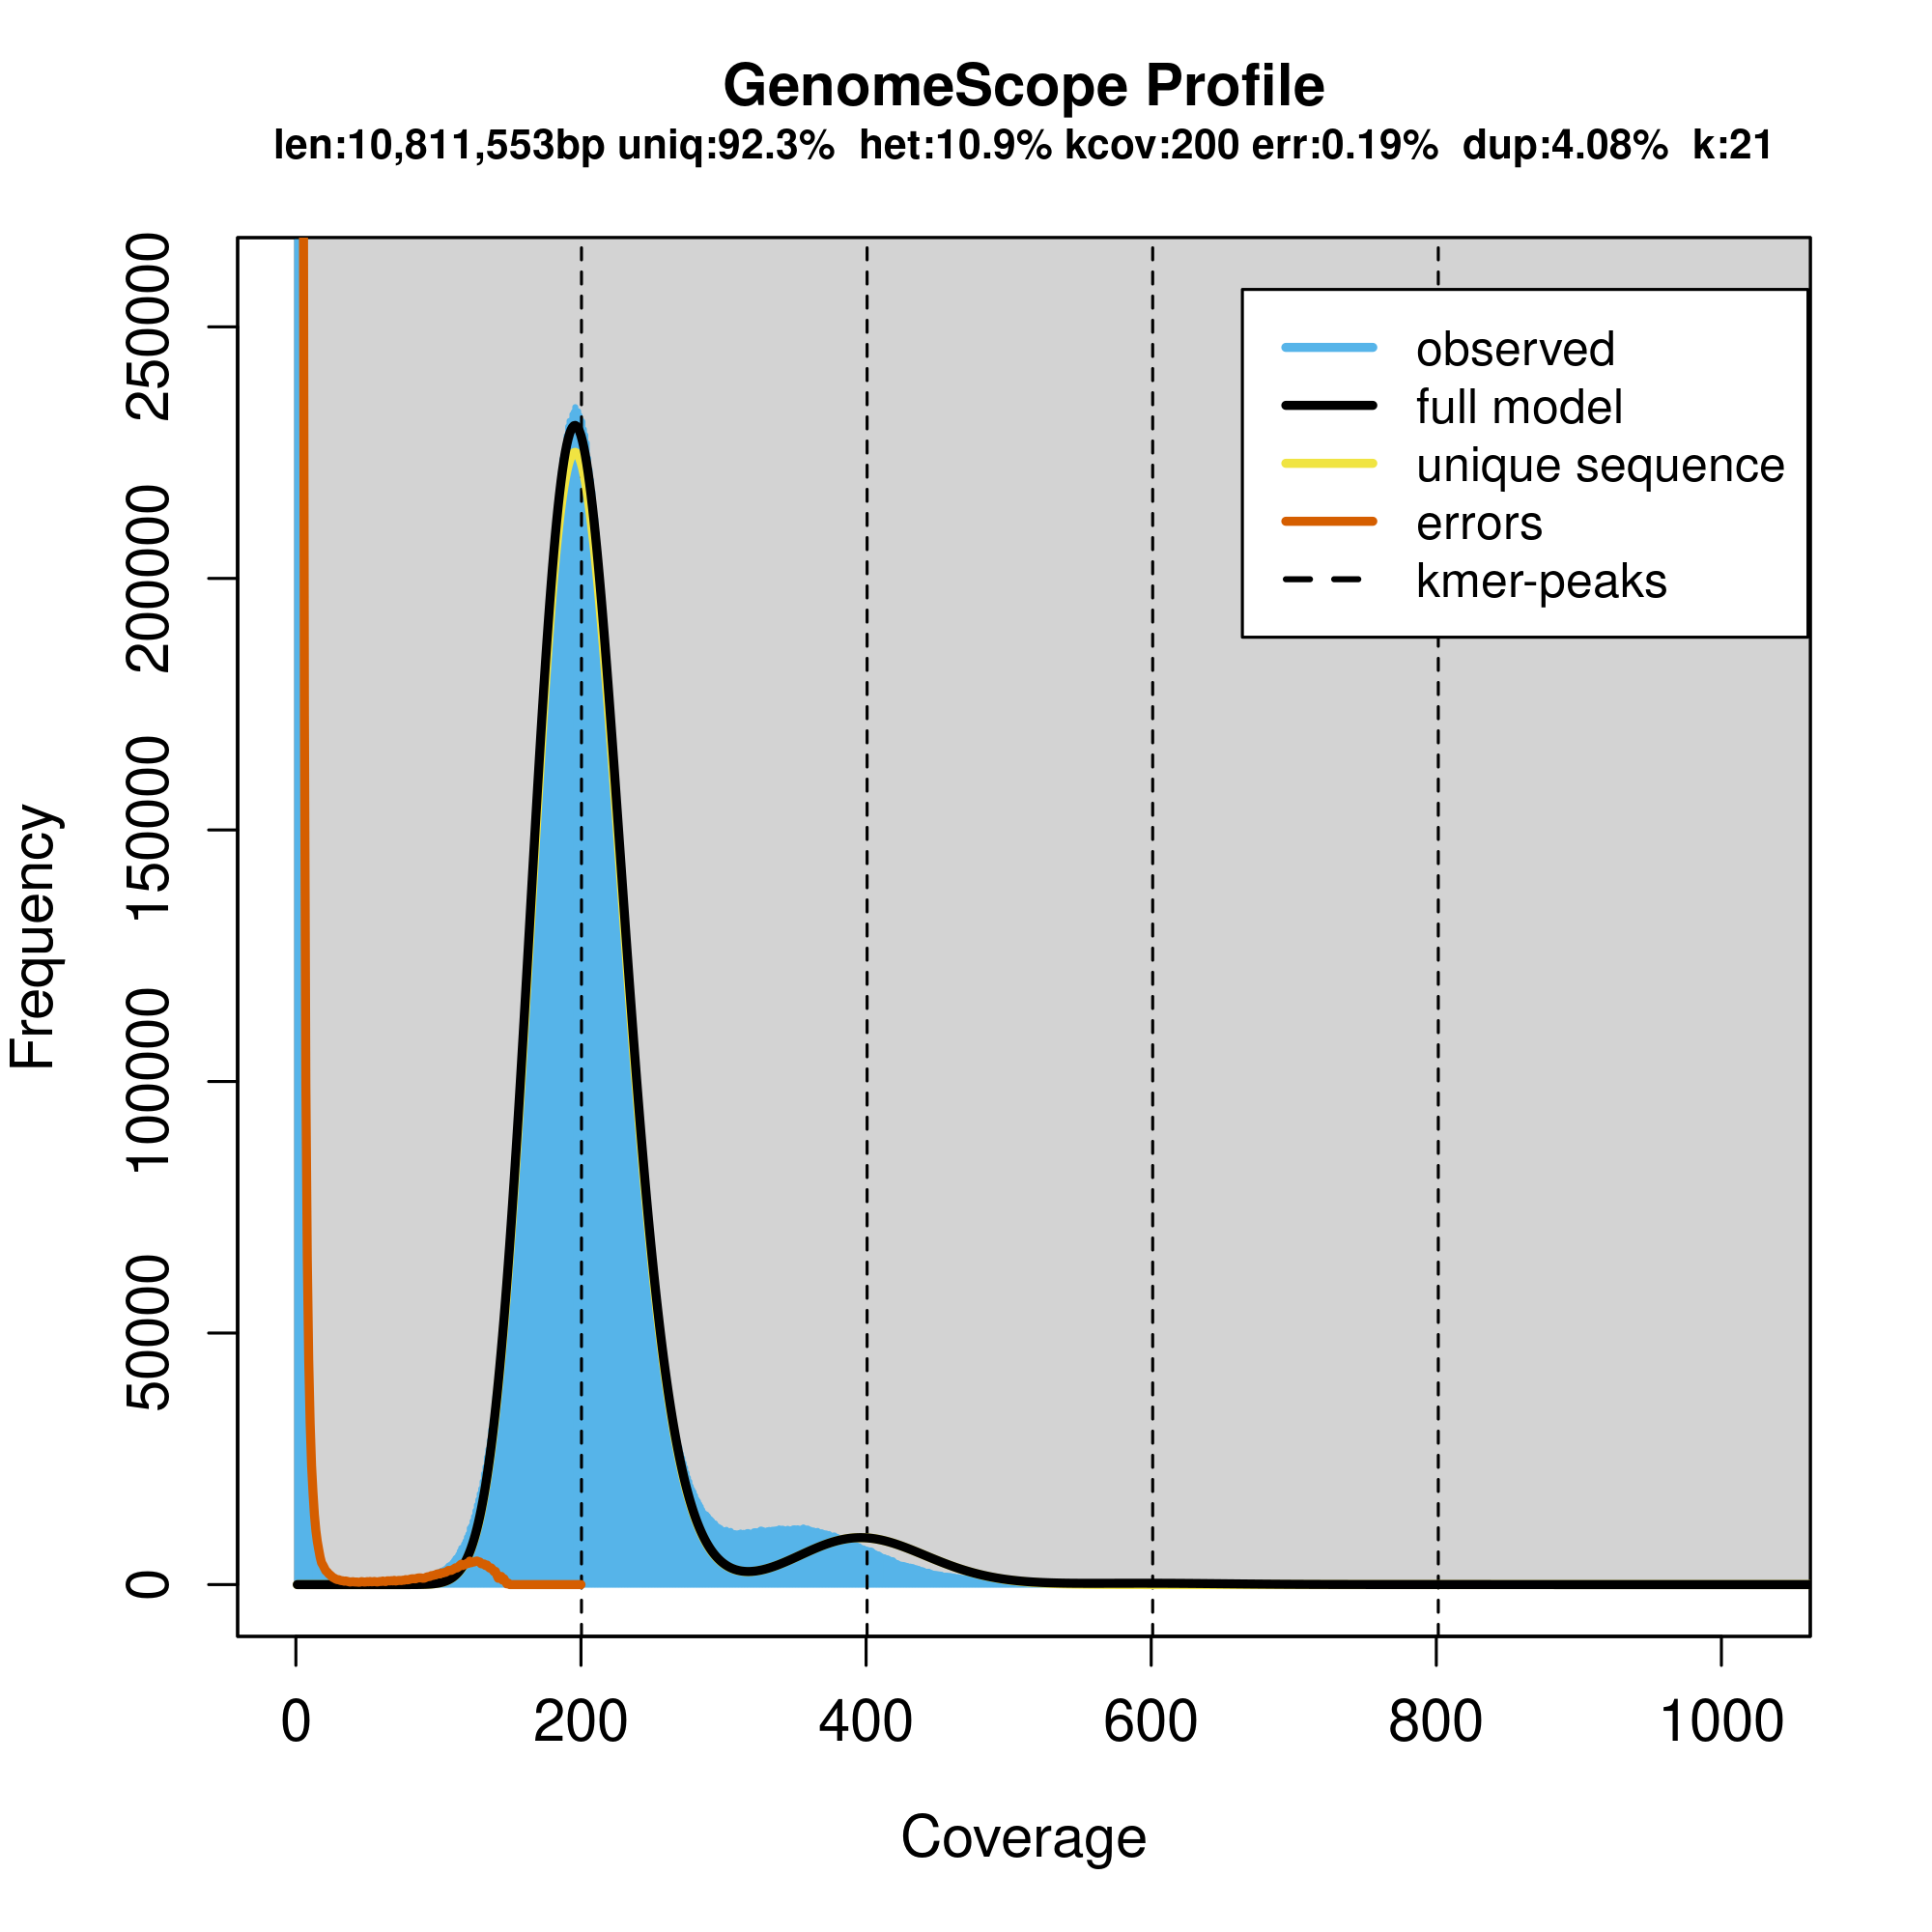 GenomeScope Profile
len:10,811,553bp uniq:92.3% het:10.9% kcov:200 err:0.19% dup:4.08% k:21
observed
full model
unique sequence
errors
kmer-peaks
Frequency
250000
200000
150000
100000
50000
0
0 200 400 600 800 1000
Coverage